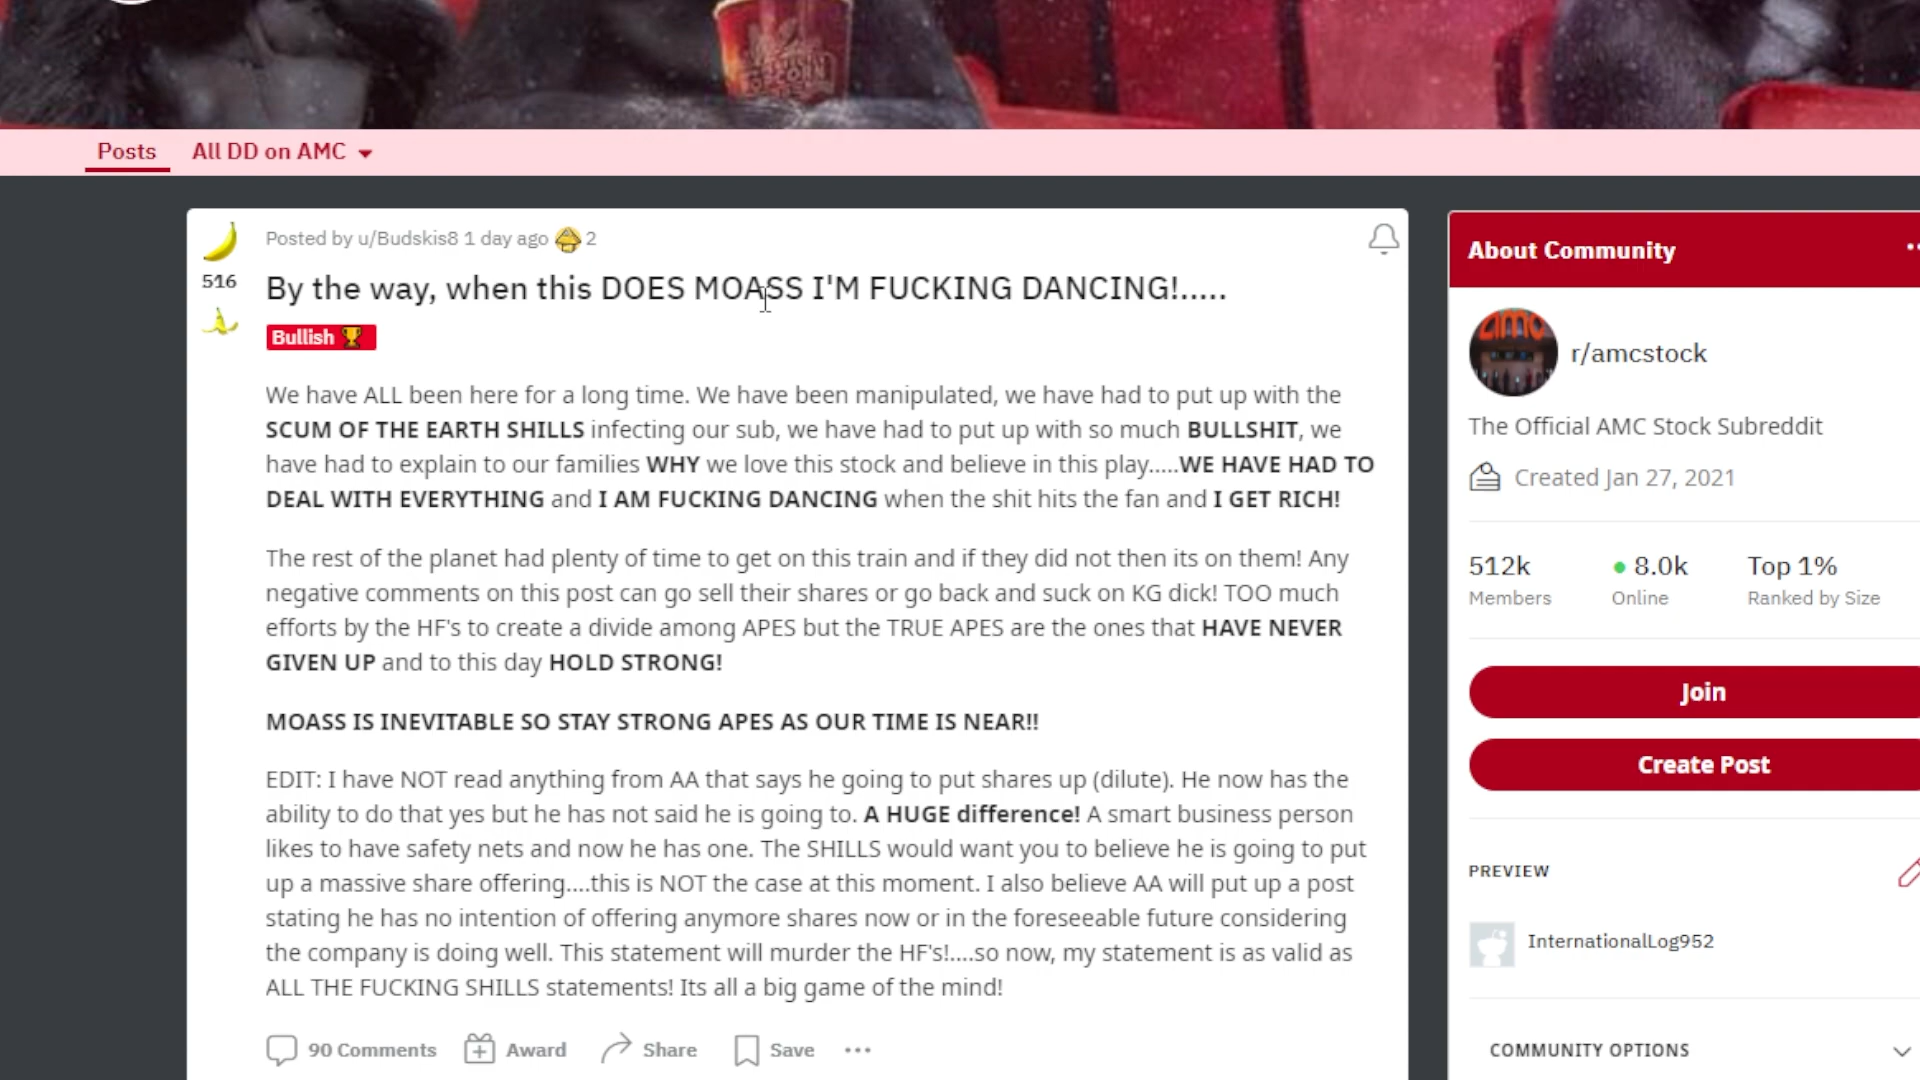 POPCORN
Posts All DD on AMC
Posted by u/Budskis8 1 day ago 2
516
By the way, when this DOES MOASS I'M FUCKING DANCING!.....
Bullish
We have ALL been here for a long time. We have been manipulated, we have had to put up with the
SCUM OF THE EARTH SHILLS infecting our sub, we have had to put up with so much BULLSHIT, we
have had to explain to our families WHY we love this stock and believe in this play.....WE HAVE HAD TO
DEAL WITH EVERYTHING and I AM FUCKING DANCING when the shit hits the fan and I GET RICH!
The rest of the planet had plenty of time to get on this train and if they did not then its on them! Any
negative comments on this post can go sell their shares or go back and suck on KG dick! TOO much
efforts by the HF's to create a divide among APES but the TRUE APES are the ones that HAVE NEVER
GIVEN UP and to this day HOLD STRONG!
MOASS IS INEVITABLE SO STAY STRONG APES AS OUR TIME IS NEAR!!
EDIT: I have NOT read anything from AA that says he going to put shares up (dilute). He now has the
ability to do that yes but he has not said he is going to. A HUGE difference! A smart business person
likes to have safety nets and now he has one. The SHILLS would want you to believe he is going to put
up a massive share offering....this is NOT the case at this moment. I also believe AA will put up a post
stating he has no intention of offering anymore shares now or in the foreseeable future considering
the company is doing well. This statement will murder the HF's!....so now, my statement is as valid as
ALL THE FUCKING SHILLS statements! Its all a big game of the mind!
90 Comments Award Share Save
About Community
amc
r/amcstock
The Official AMC Stock Subreddit
Created Jan 27, 2021
512k 8.0k Top 1%
Members Online Ranked by Size
Join
Create Post
PREVIEW
InternationalLog952
COMMUNITY OPTIONS